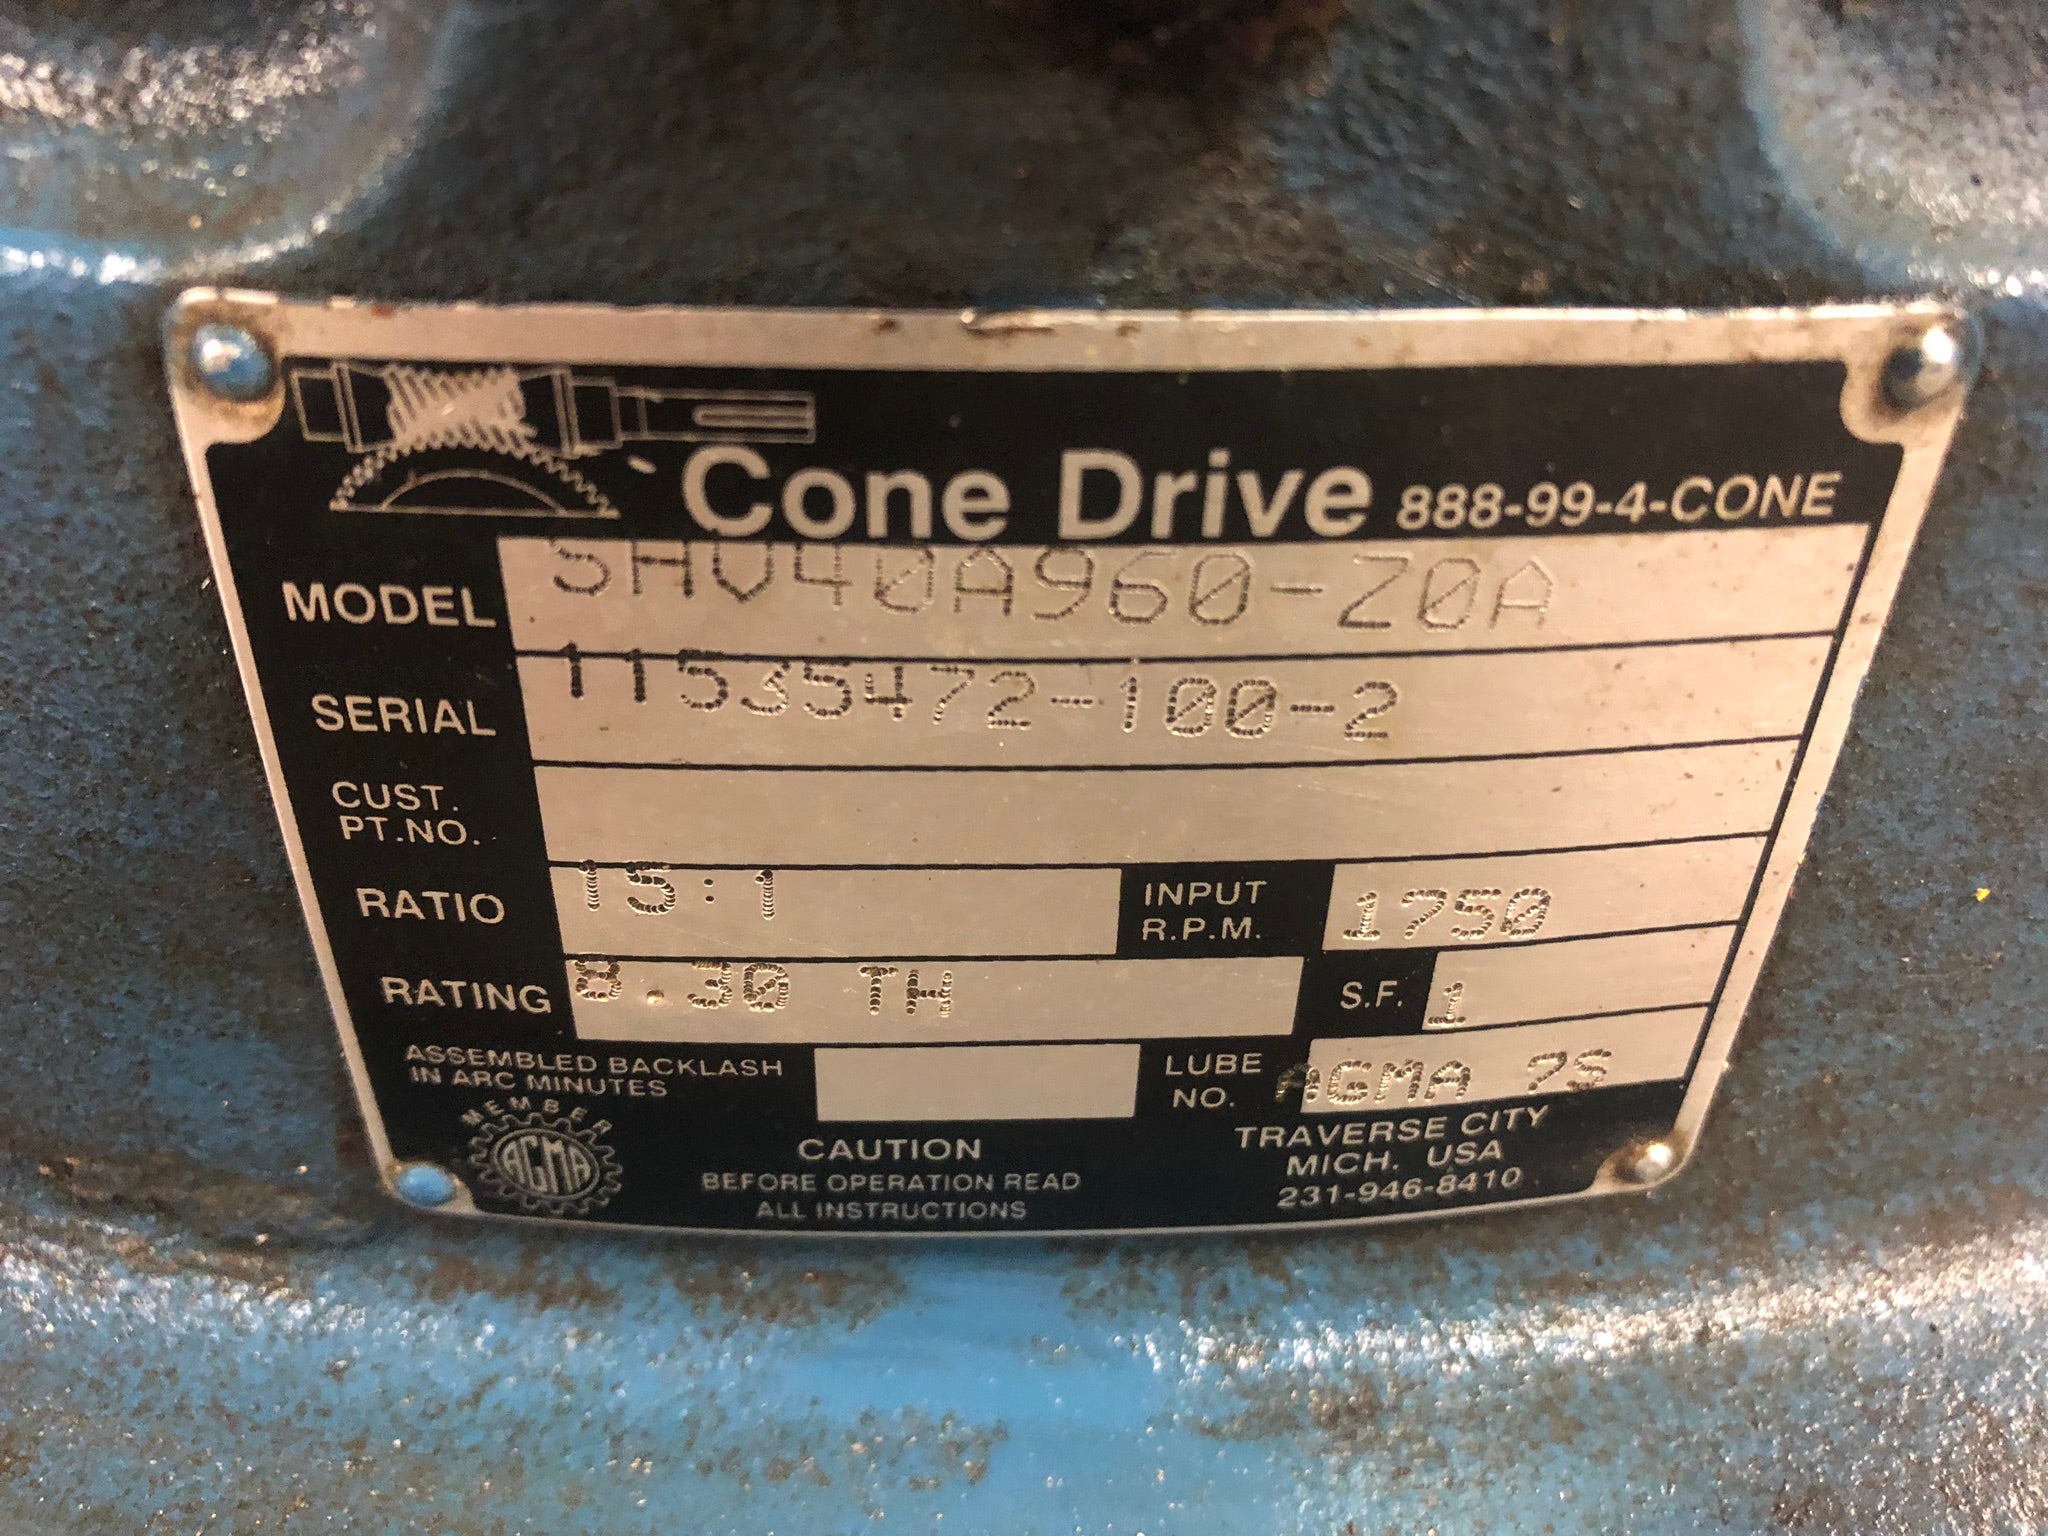 Cone Drive 888-99-4-CONE
MODEL SHV40A960-Z0A
SERIAL 11535472-100-2
CUST.
PT.NO.
RATIO 15:1
INPUT
R.P.M. 1750
RATING 8.30 TH
S.F. 1
ASSEMBLED BACKLASH
IN ARC MINUTES
LUBE
NO. AGMA 7S
MEMBER
AGMA
CAUTION
BEFORE OPERATION READ
ALL INSTRUCTIONS
TRAVERSE CITY
MICH. USA
231-946-8410